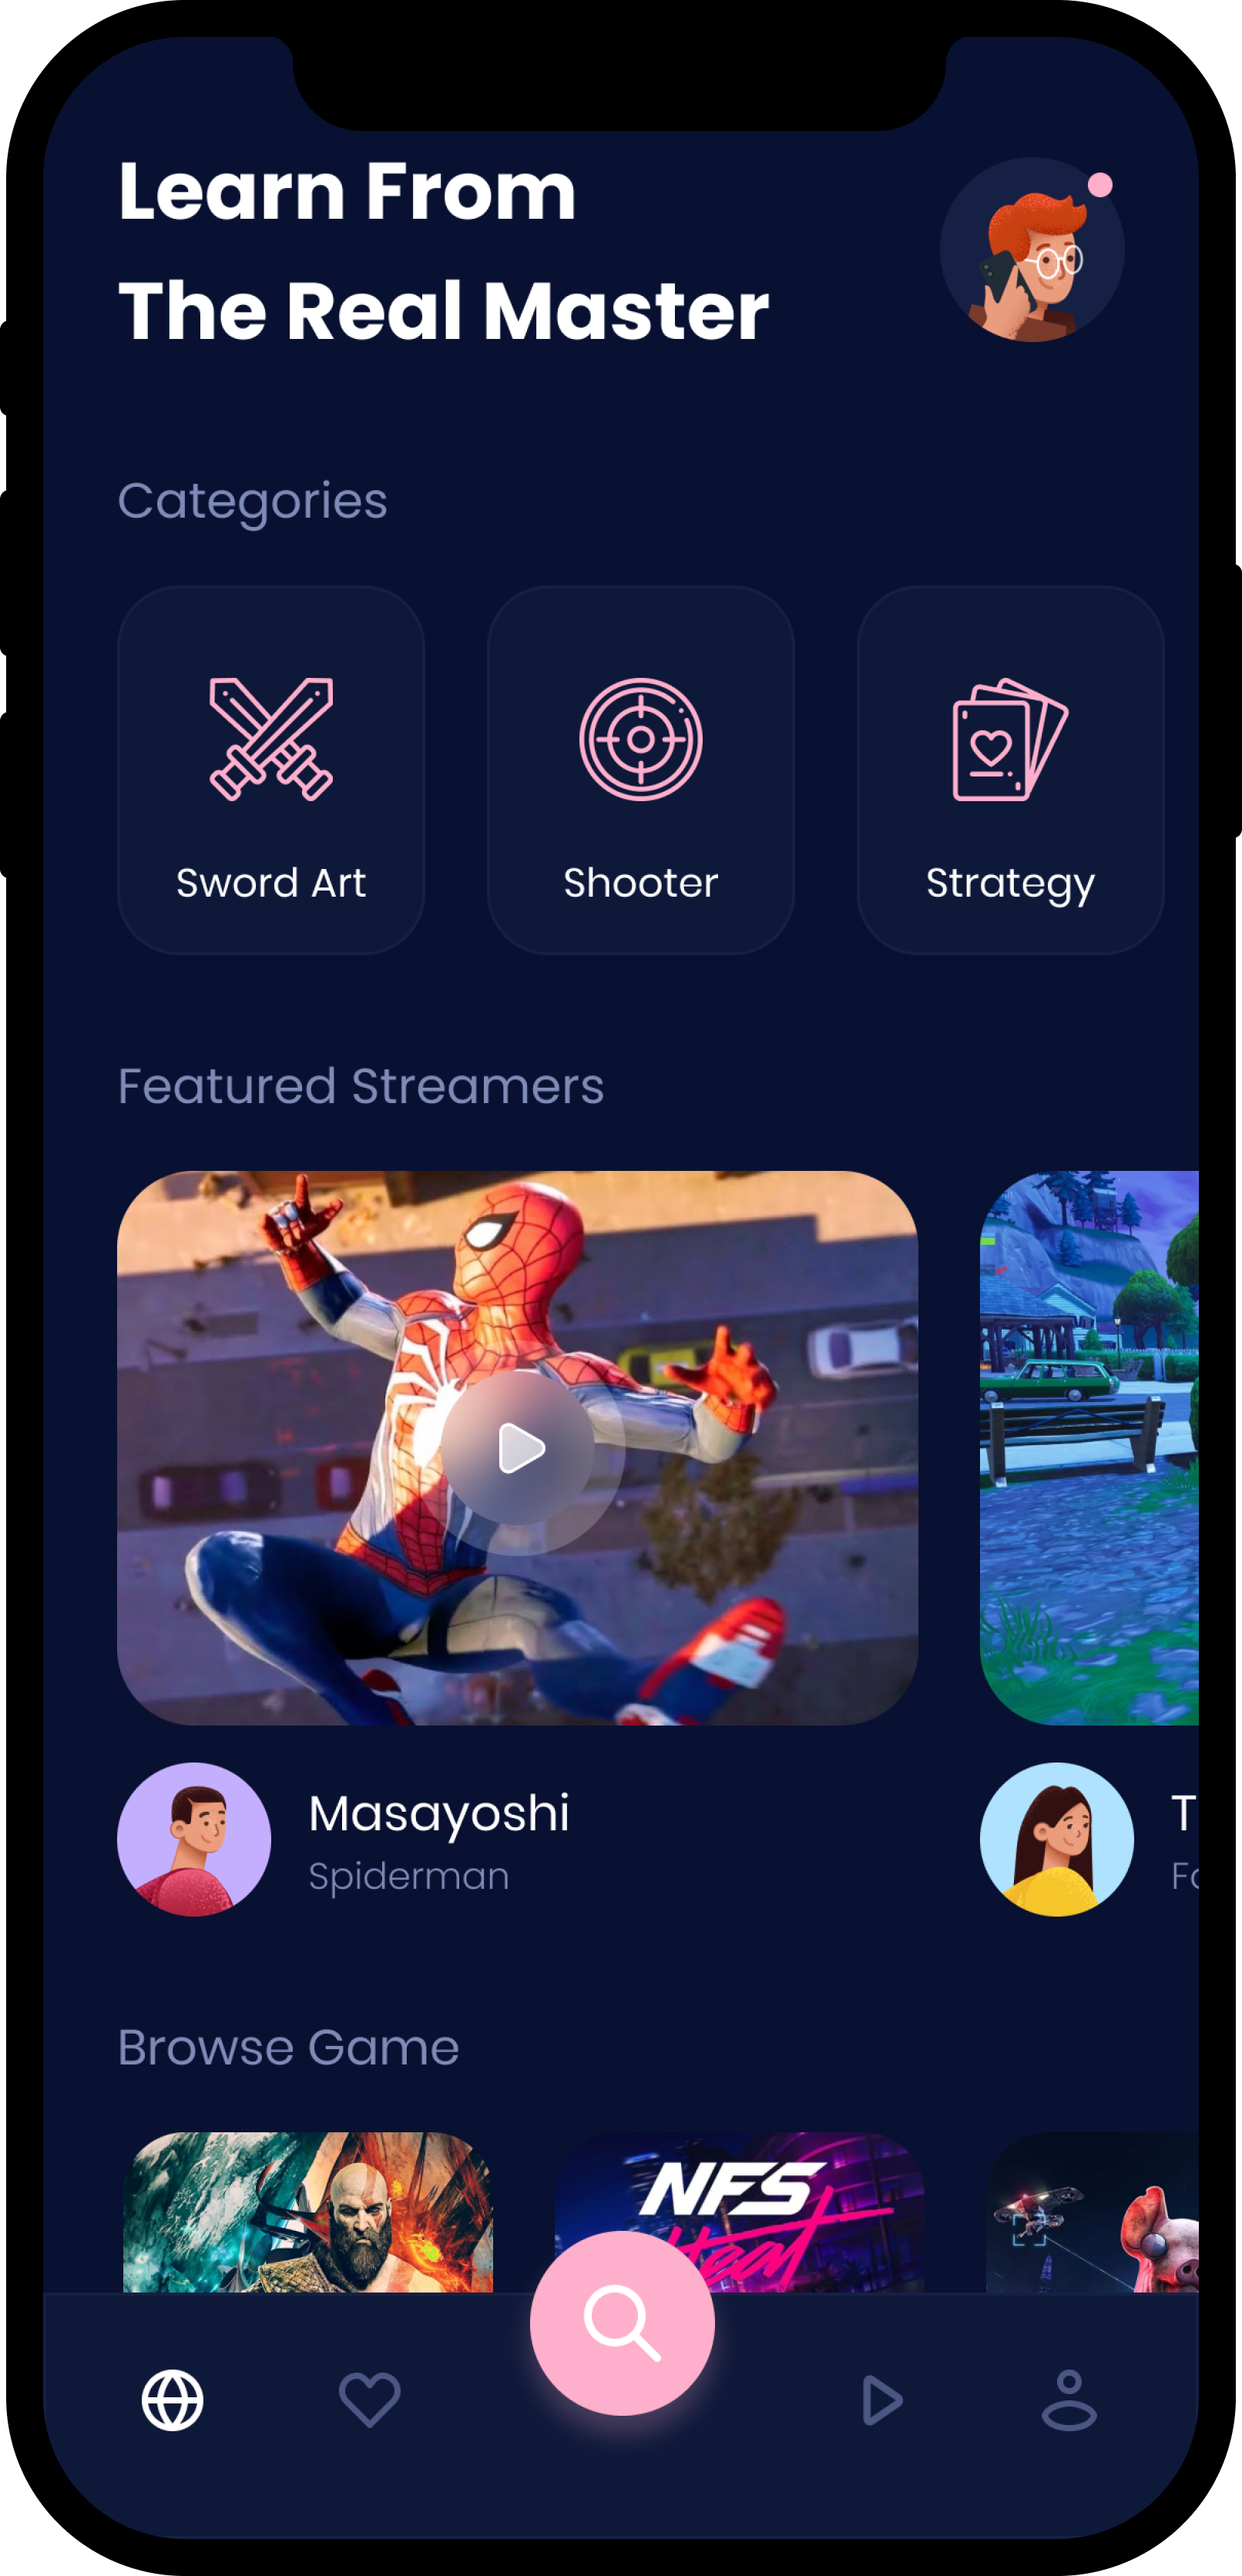 Learn From
The Real Master
Categories
Sword Art
Shooter
Strategy
Featured Streamers
Masayoshi
Spiderman
T
Fo
Browse Game
NFS
Heat